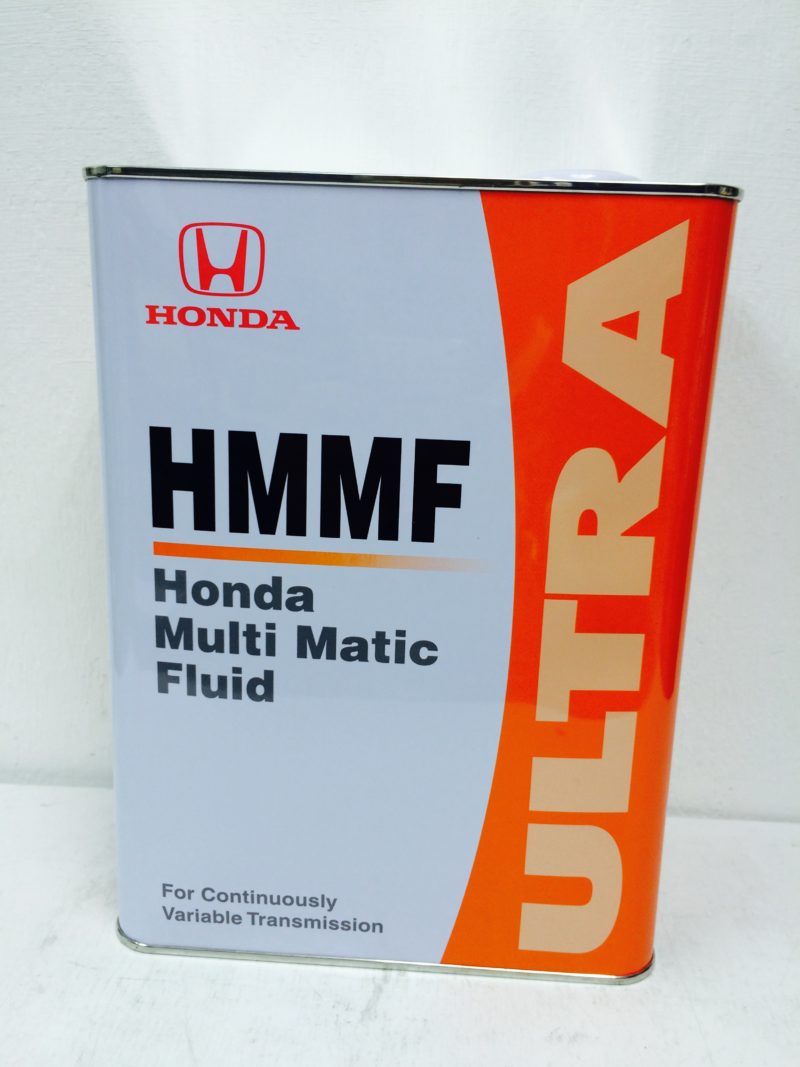 HONDA
HMMF
Honda
Multi Matic
Fluid
For Continuously
Variable Transmission
ULTRA